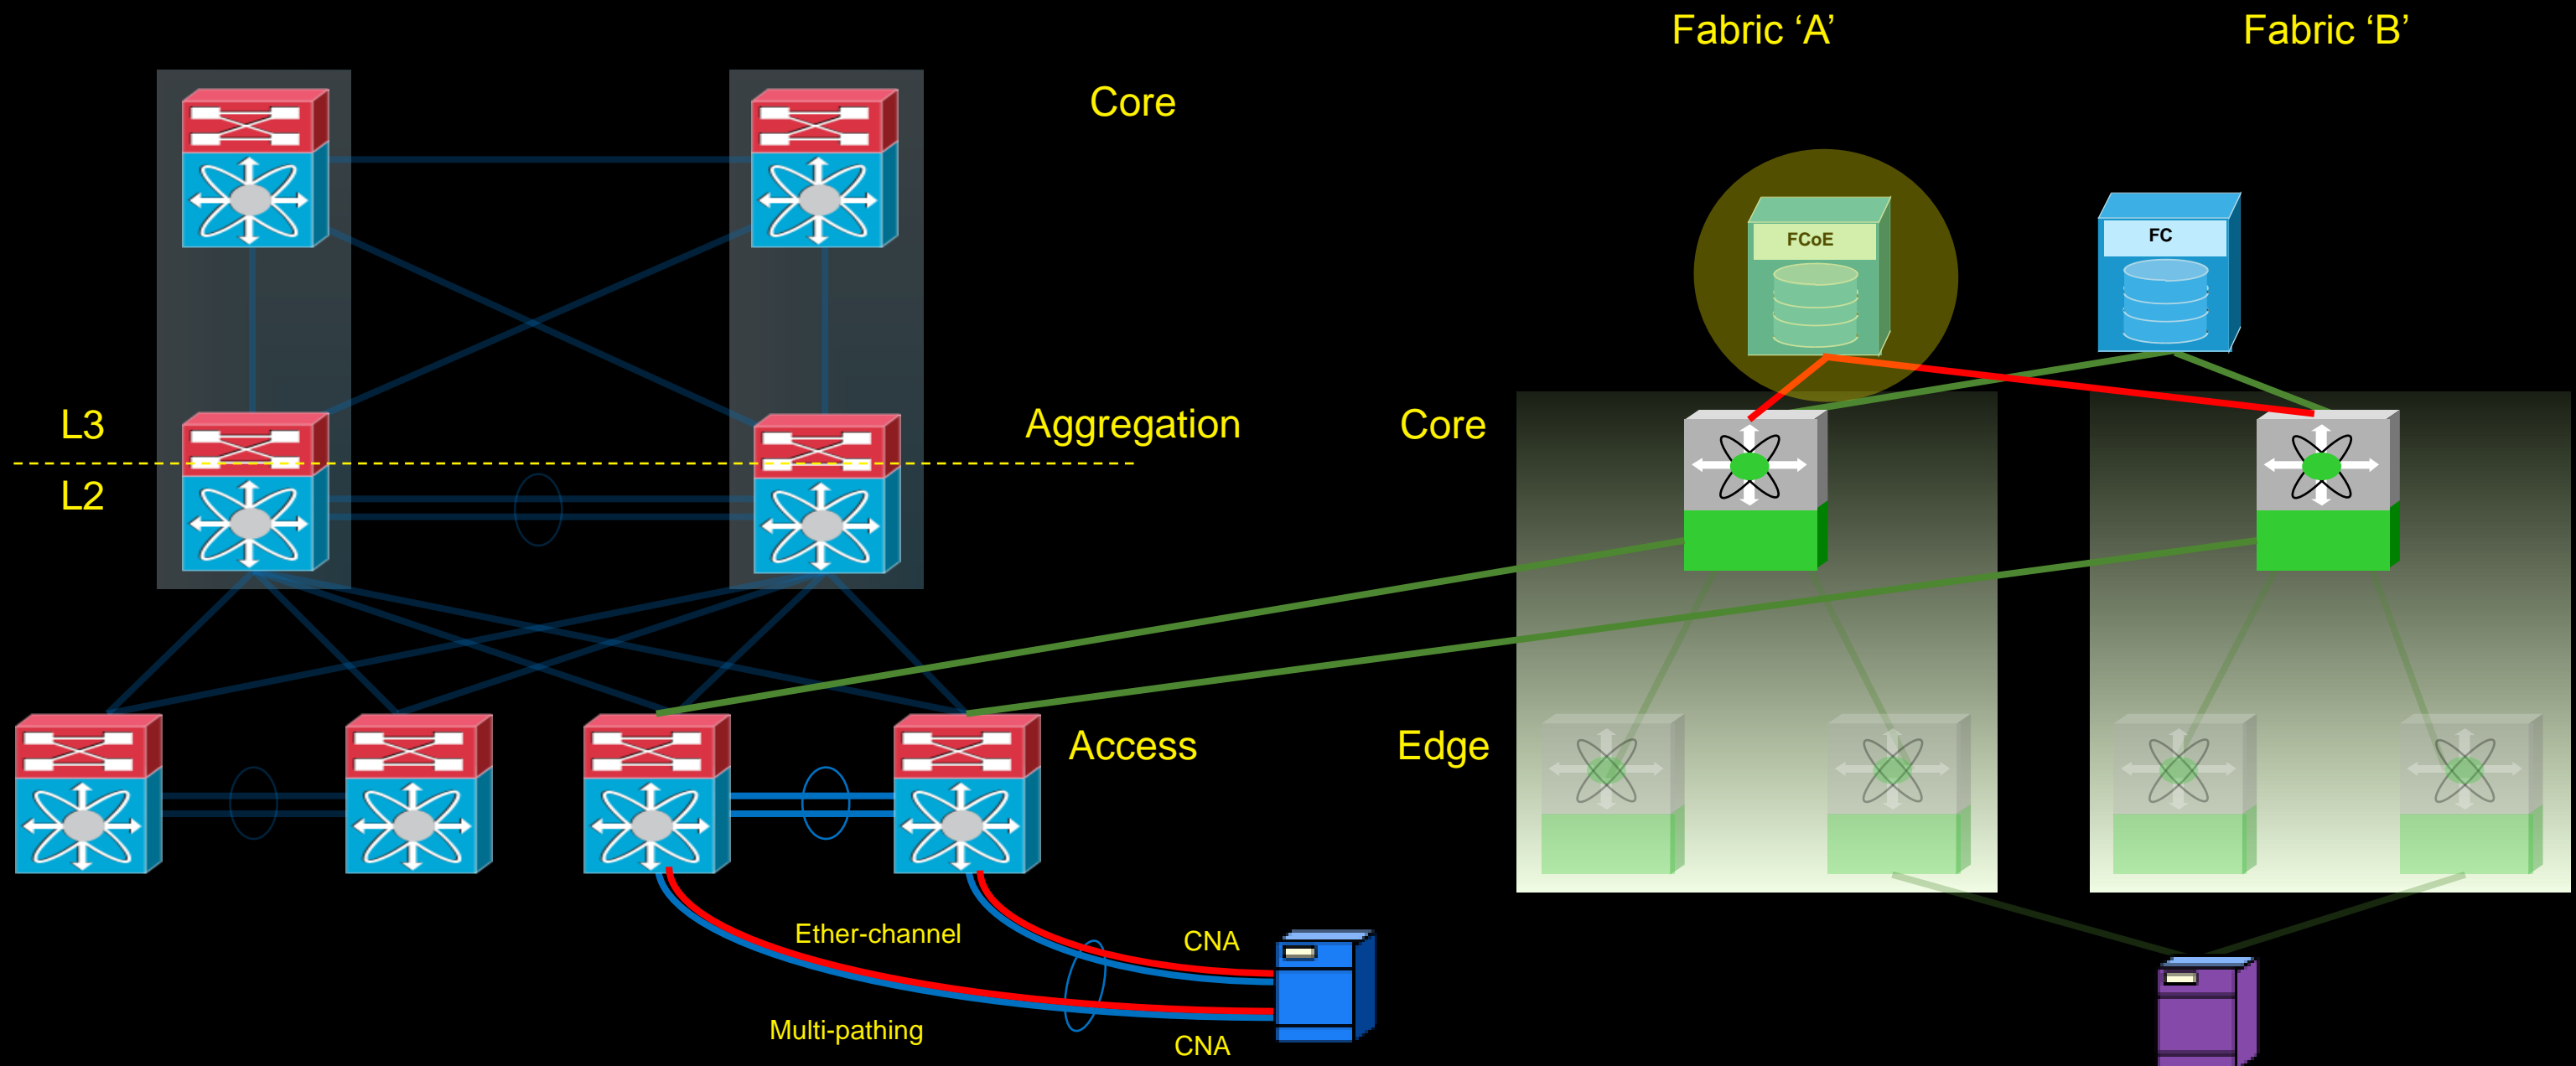 Fabric ‘A’
Fabric ‘B’
Core
FCoE
FC
L3
Aggregation
Core
L2
Access
Edge
Ether-channel
CNA
Multi-pathing
CNA